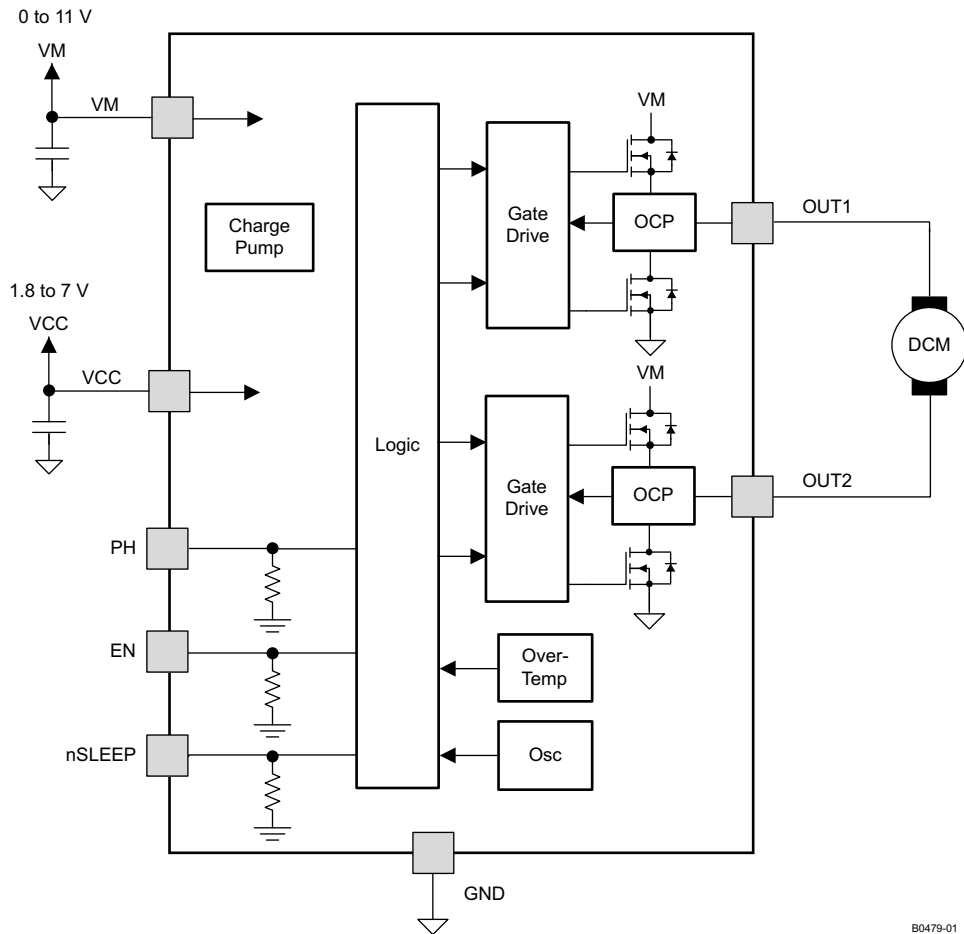 0 to 11 V
VM
VM
Charge
Pump
1.8 to 7 V
VCC
VCC
PH
EN
nSLEEP
Logic
Gate
Drive
VM
OCP
OUT1
DCM
Gate
Drive
VM
OCP
OUT2
Over-
Temp
Osc
GND
B0479-01